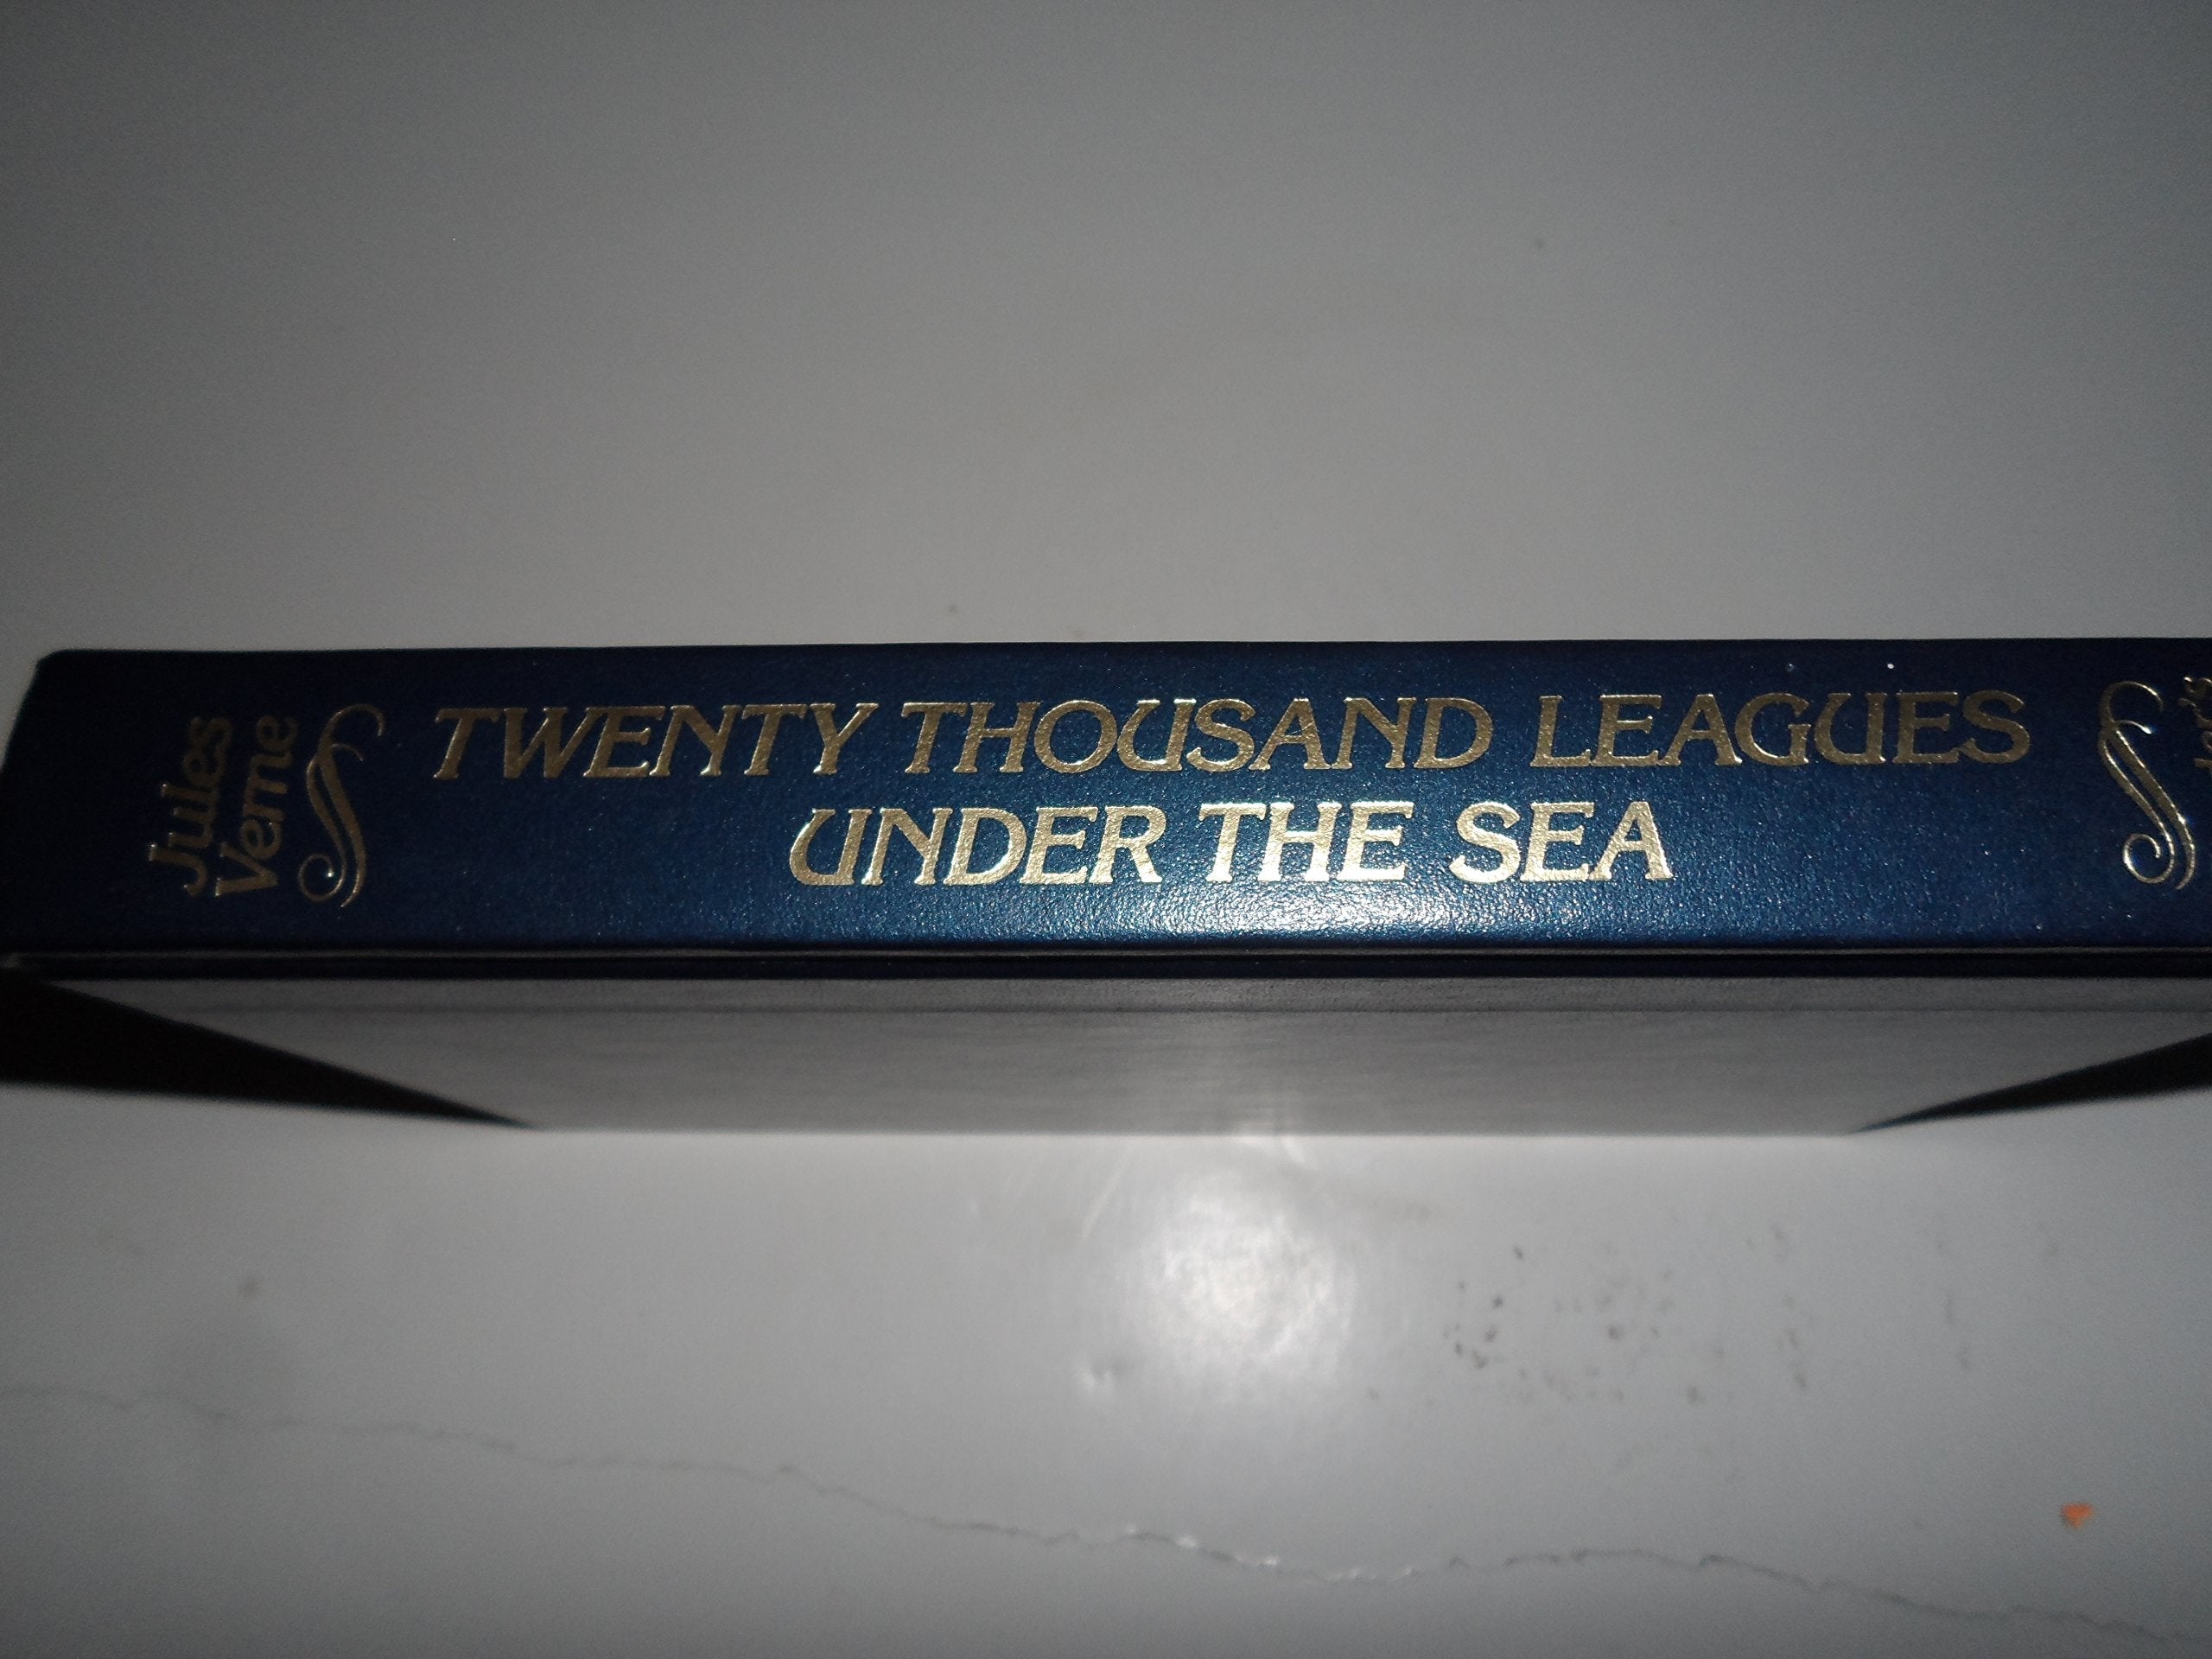 Jules
Verne
TWENTY THOUSAND LEAGUES
UNDER THE SEA